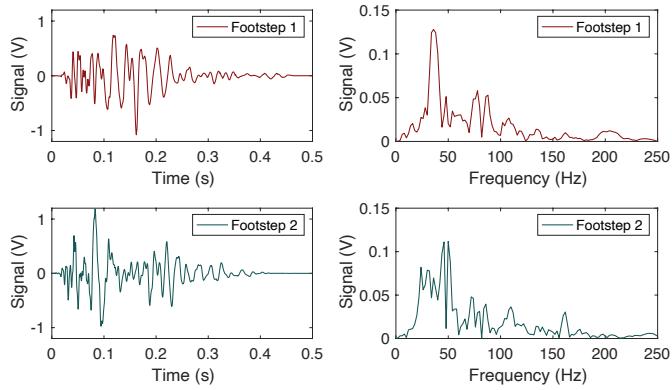 Signal (V)
1
0
-1
Footstep 1
0 0.1 0.2 0.3 0.4 0.5
Time (s)
Signal (V)
0.15
0.1
0.05
0
Footstep 1
0 50 100 150 200 250
Frequency (Hz)
Signal (V)
1
0
-1
Footstep 2
0 0.1 0.2 0.3 0.4 0.5
Time (s)
Signal (V)
0.15
0.1
0.05
0
Footstep 2
0 50 100 150 200 250
Frequency (Hz)